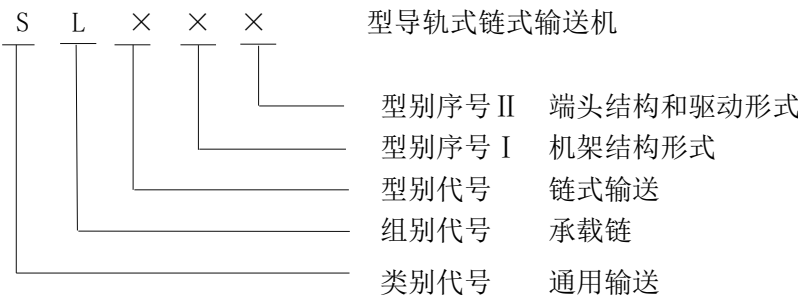 S L × × × 型导轨式链式输送机
型别序号Ⅱ 端头结构和驱动形式
型别序号Ⅰ 机架结构形式
型别代号 链式输送
组别代号 承载链
类别代号 通用输送